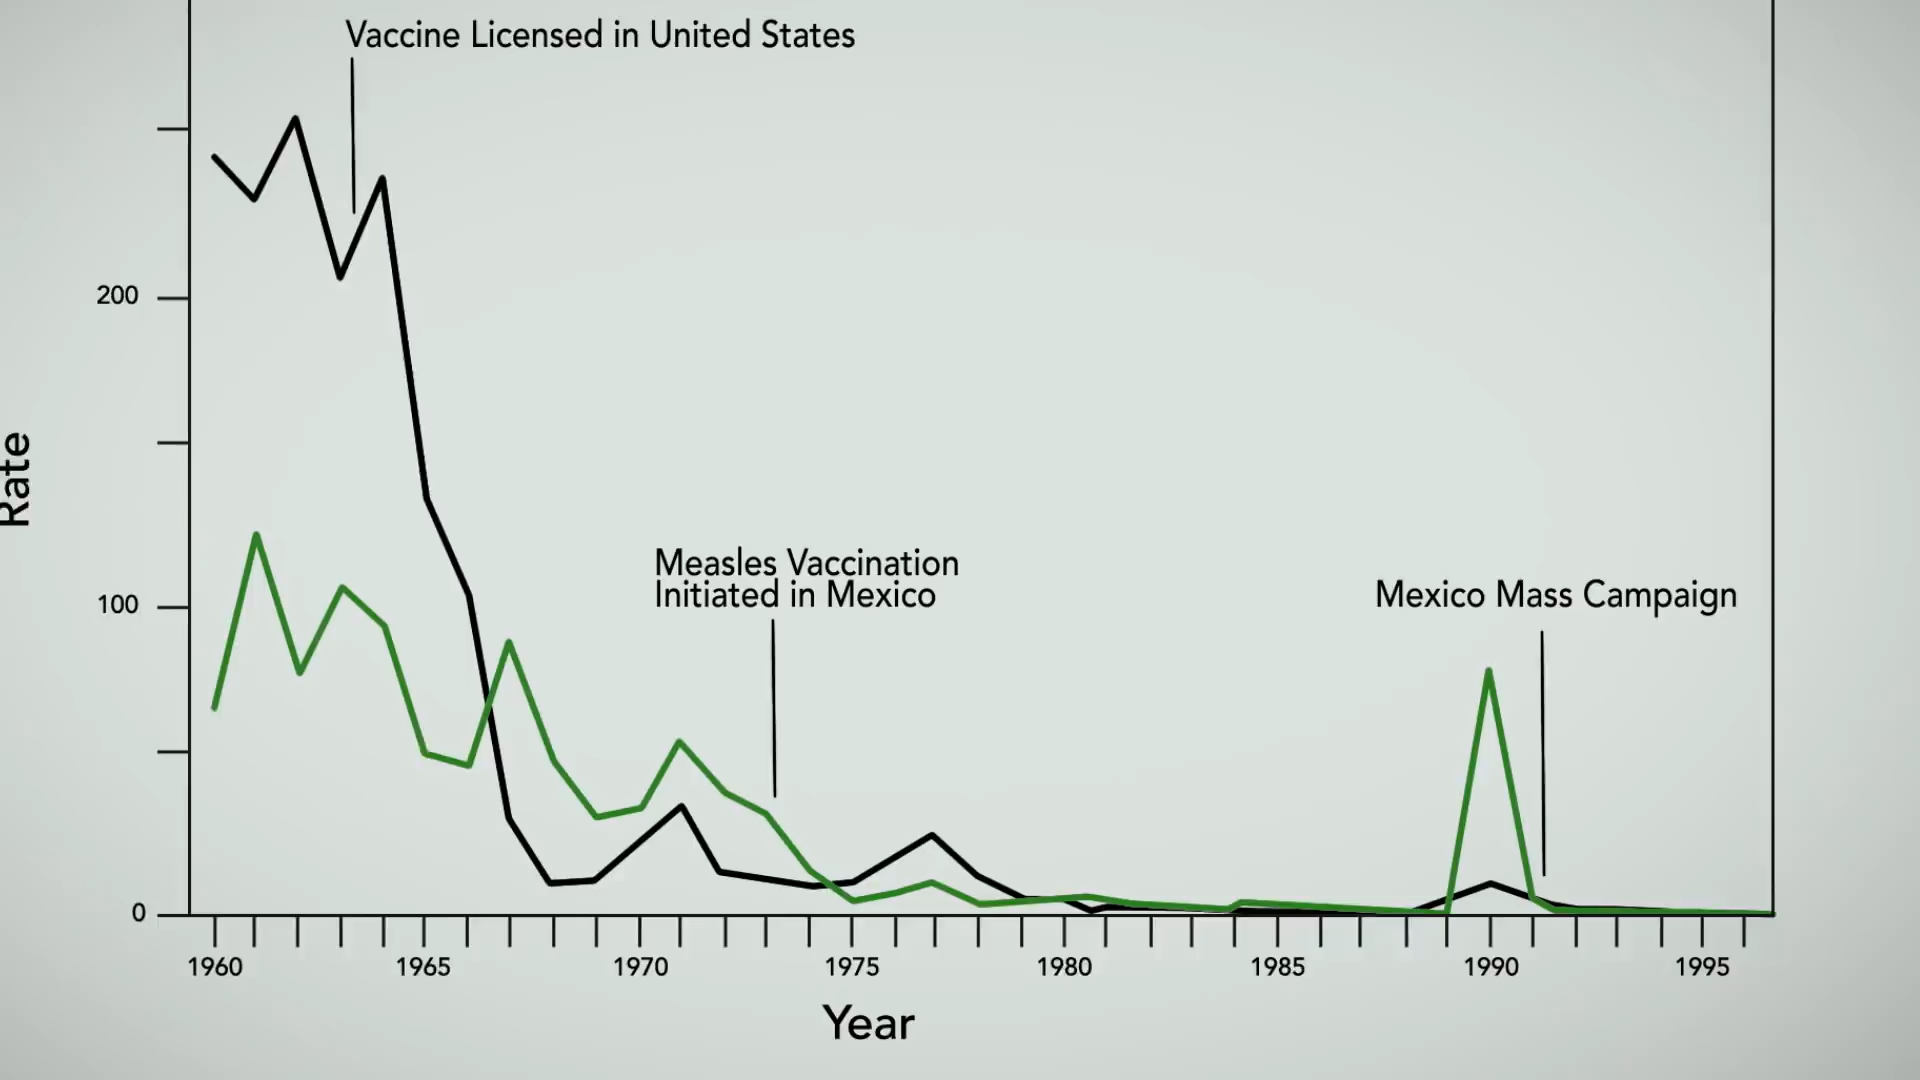 Vaccine Licensed in United States
200
Rate
Measles Vaccination
Initiated in Mexico
Mexico Mass Campaign
100
0
1960 1965 1970 1975 1980 1985 1990 1995
Year